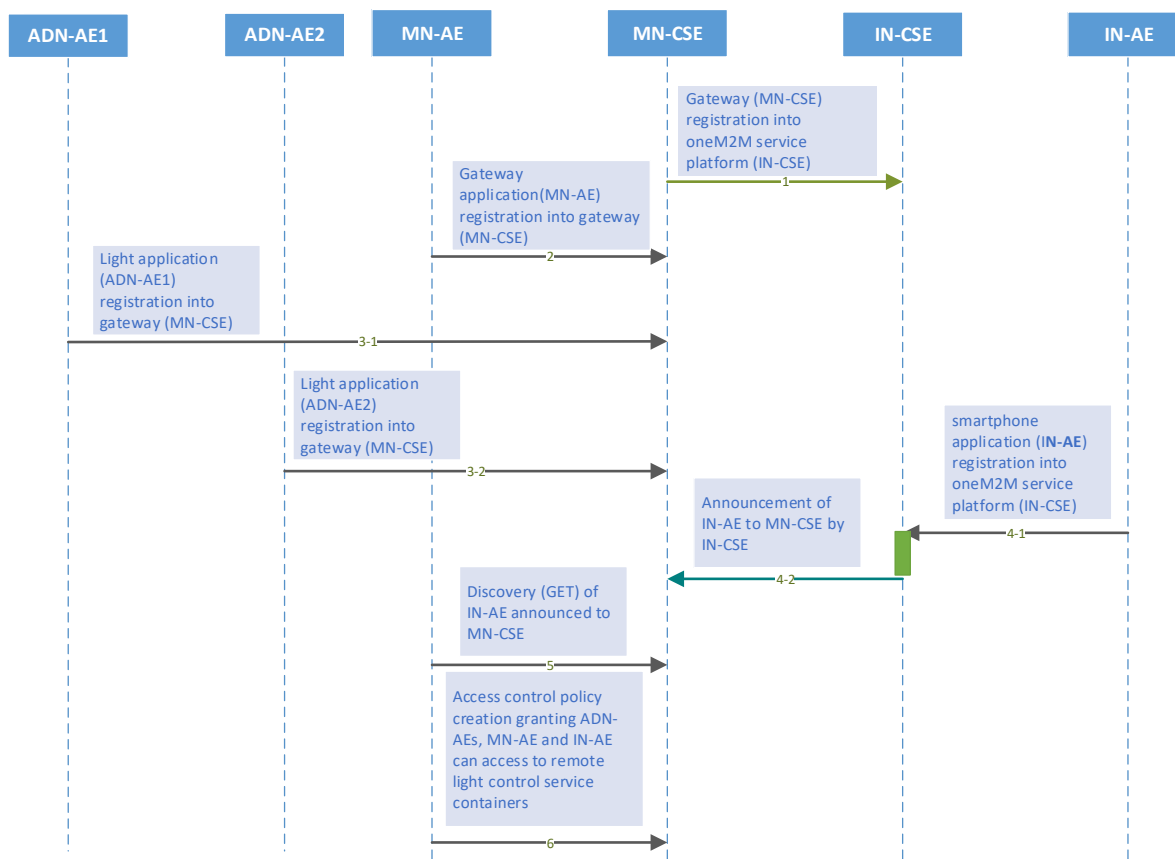 ADN-AE1
ADN-AE2
MN-AE
MN-CSE
IN-CSE
IN-AE
Gateway (MN-CSE)
registration into
oneM2M service
platform (IN-CSE)
1
Gateway
application(MN-AE)
registration into gateway
(MN-CSE)
2
Light application
(ADN-AE1)
registration into
gateway (MN-CSE)
3-1
Light application
(ADN-AE2)
registration into
gateway (MN-CSE)
3-2
smartphone
application (IN-AE)
registration into
oneM2M service
platform (IN-CSE)
4-1
Announcement of
IN-AE to MN-CSE by
IN-CSE
4-2
Discovery (GET) of
IN-AE announced to
MN-CSE
5
Access control policy
creation granting ADN-
AEs, MN-AE and IN-AE
can access to remote
light control service
containers
6